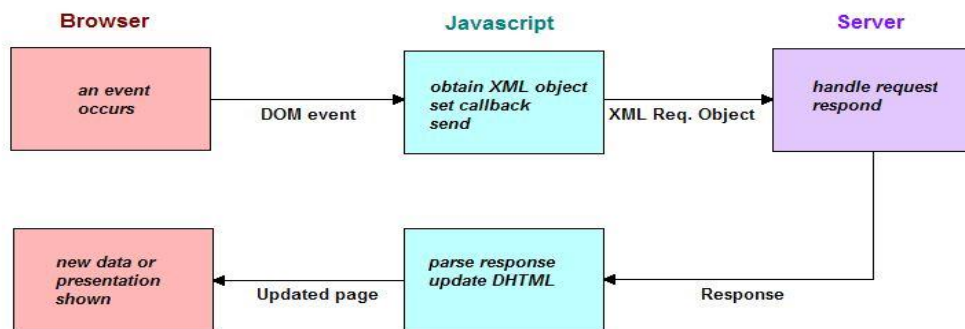 Browser
Javascript
Server
an event
occurs
DOM event
obtain XML object
set callback
send
XML Req. Object
handle request
respond
new data or
presentation
shown
Updated page
parse response
update DHTML
Response